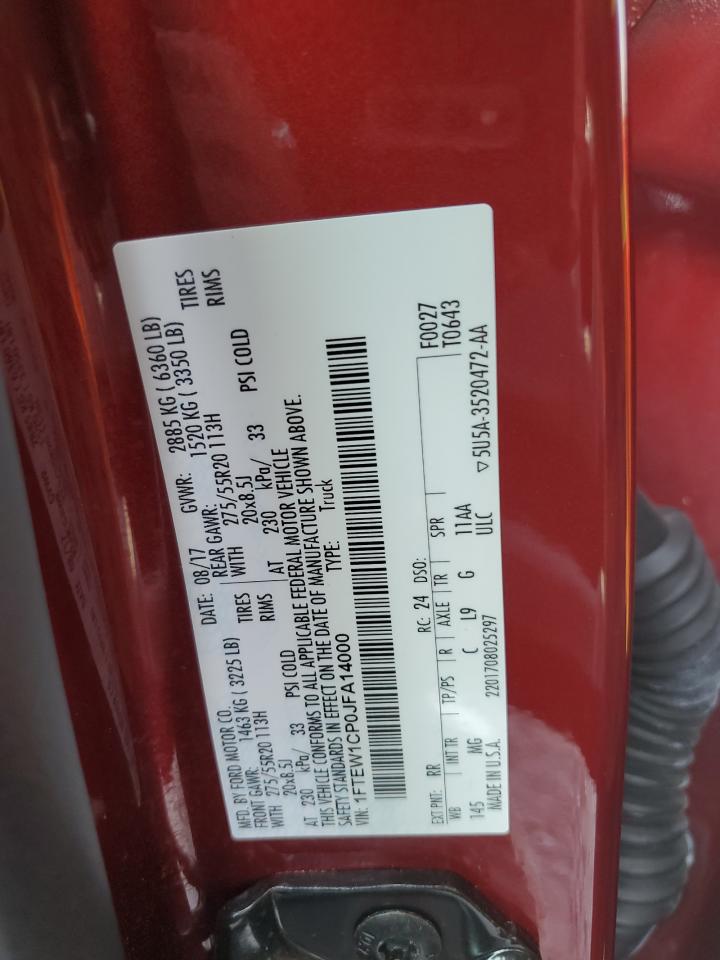 MFD. BY FORD MOTOR CO.
DATE: 08/17 GVWR: 2885 KG ( 6360 LB)
FRONT GAWR: 1463 KG ( 3225 LB) REAR GAWR: 1520 KG ( 3350 LB)
WITH 275/55R20 113H TIRES WITH 275/55R20 113H TIRES
20x8.5J RIMS 20x8.5J RIMS
AT 230 kPa/ 33 PSI COLD AT 230 kPa/ 33 PSI COLD
THIS VEHICLE CONFORMS TO ALL APPLICABLE FEDERAL MOTOR VEHICLE
SAFETY STANDARDS IN EFFECT ON THE DATE OF MANUFACTURE SHOWN ABOVE.
VIN: 1FTEW1CP0JFA14000 TYPE: Truck
F0027
EXT PNT: RR RC: 24 DSO: T0643
WB INT TR TP/PS R AXLE TR SPR
145 MG C L9 G 11AA
ULC
MADE IN U.S.A. 2201708025297 ▽5U5A-3520472-AA